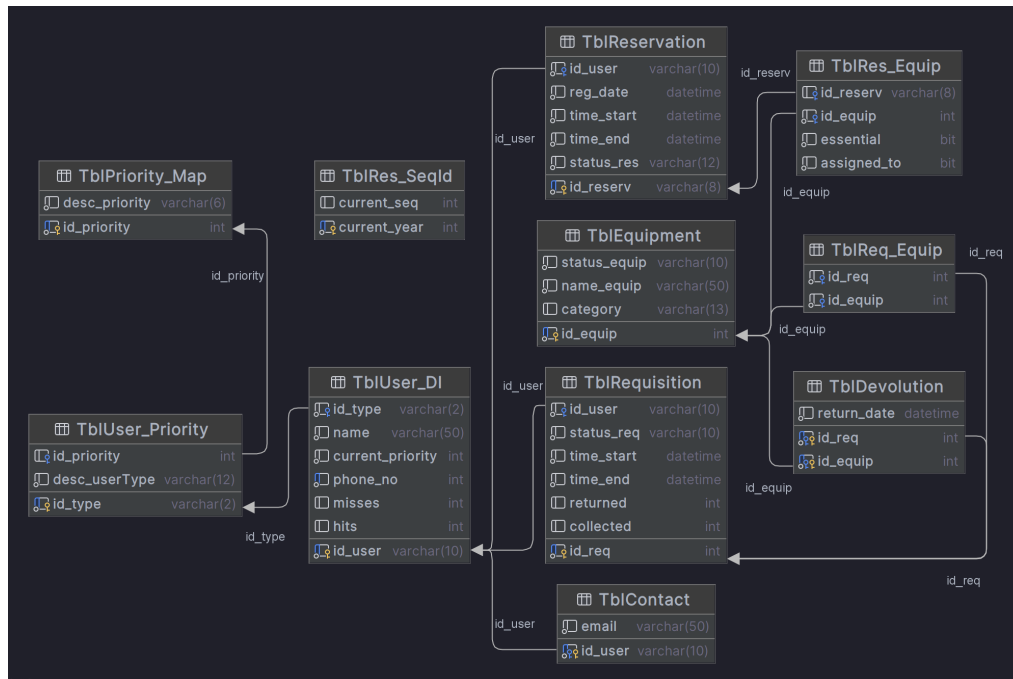 TblReservation
id_user varchar(10)
reg_date datetime
time_start datetime
time_end datetime
status_res varchar(12)
id_reserv varchar(8)
id_reserv
TblRes_Equip
id_reserv varchar(8)
id_equip int
essential bit
assigned_to bit
id_user
id_equip
TblPriority_Map
desc_priority varchar(6)
id_priority int
TblRes_SeqId
current_seq int
current_year int
id_priority
TblEquipment
status_equip varchar(10)
name_equip varchar(50)
category varchar(13)
id_equip int
TblReq_Equip
id_req int
id_equip int
id_req
id_equip
TblUser_DI
id_type varchar(2)
name varchar(50)
current_priority int
phone_no int
misses int
hits int
id_user varchar(10)
id_user
TblRequisition
id_user varchar(10)
status_req varchar(10)
time_start datetime
time_end datetime
returned int
collected int
id_req int
TblDevolution
return_date datetime
id_req int
id_equip int
id_equip
TblUser_Priority
id_priority int
desc_userType varchar(12)
id_type varchar(2)
id_type
id_req
TblContact
email varchar(50)
id_user varchar(10)
id_user